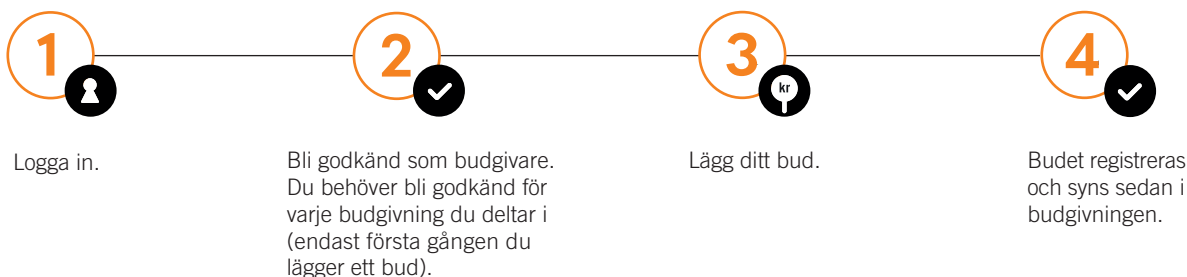 1
2
3
4
kr
Logga in.
Bli godkänd som budgivare.
Du behöver bli godkänd för
varje budgivning du deltar i
(endast första gången du
lägger ett bud).
Lägg ditt bud.
Budet registreras
och syns sedan i
budgivningen.